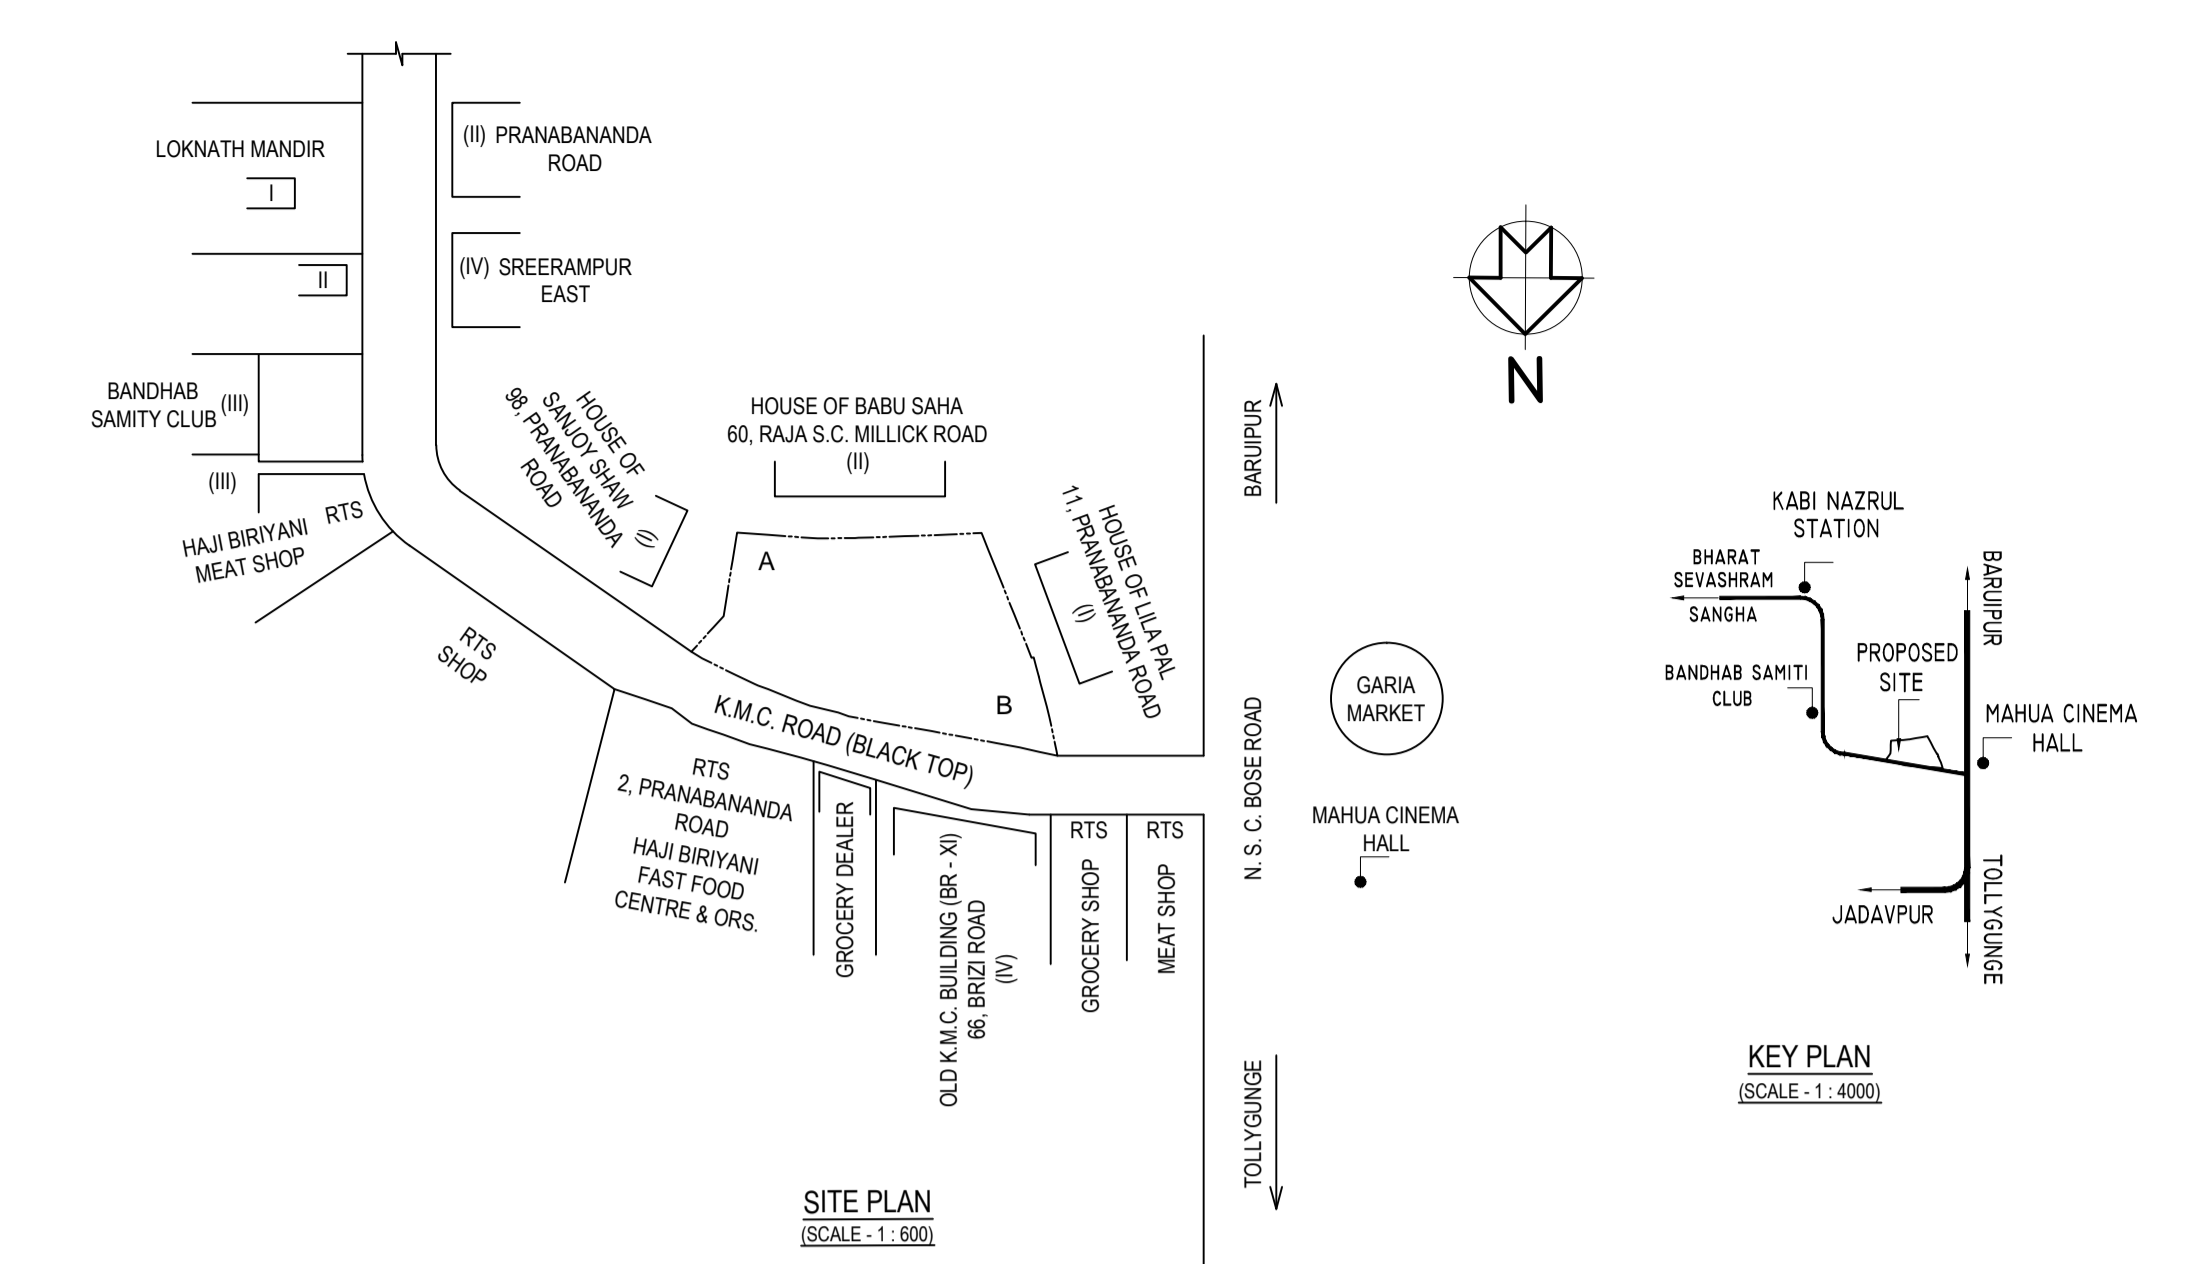 LOKNATH MANDIR
I
II
(II) PRANABANANDA
ROAD
(IV) SREERAMPUR
EAST
BANDHAB
SAMITY CLUB
(III)
(III)
RTS
HAJI BIRIYANI
MEAT SHOP
RTS
SHOP
HOUSE OF
SANJOY SHAW
98, PRANABANANDA
ROAD
HOUSE OF BABU SAHA
60, RAJA S.C. MILLICK ROAD
(II)
HOUSE OF LILA PAL
11, PRANABANANDA ROAD
(I)
A
B
K.M.C. ROAD (BLACK TOP)
RTS
2, PRANABANANDA
ROAD
HAJI BIRIYANI
FAST FOOD
CENTRE & ORS.
GROCERY DEALER
OLD K.M.C. BUILDING (BR - XI)
66, BRIZI ROAD
(IV)
RTS
GROCERY SHOP
RTS
MEAT SHOP
BARUIPUR
N. S. C. BOSE ROAD
TOLLYGUNGE
GARIA
MARKET
MAHUA CINEMA
HALL
SITE PLAN
(SCALE - 1 : 600)
N
KABI NAZRUL
STATION
BHARAT
SEVASHRAM
SANGHA
BANDHAB SAMITI
CLUB
PROPOSED
SITE
BARUIPUR
MAHUA CINEMA
HALL
TOLLYGUNGE
JADAVPUR
KEY PLAN
(SCALE - 1 : 4000)